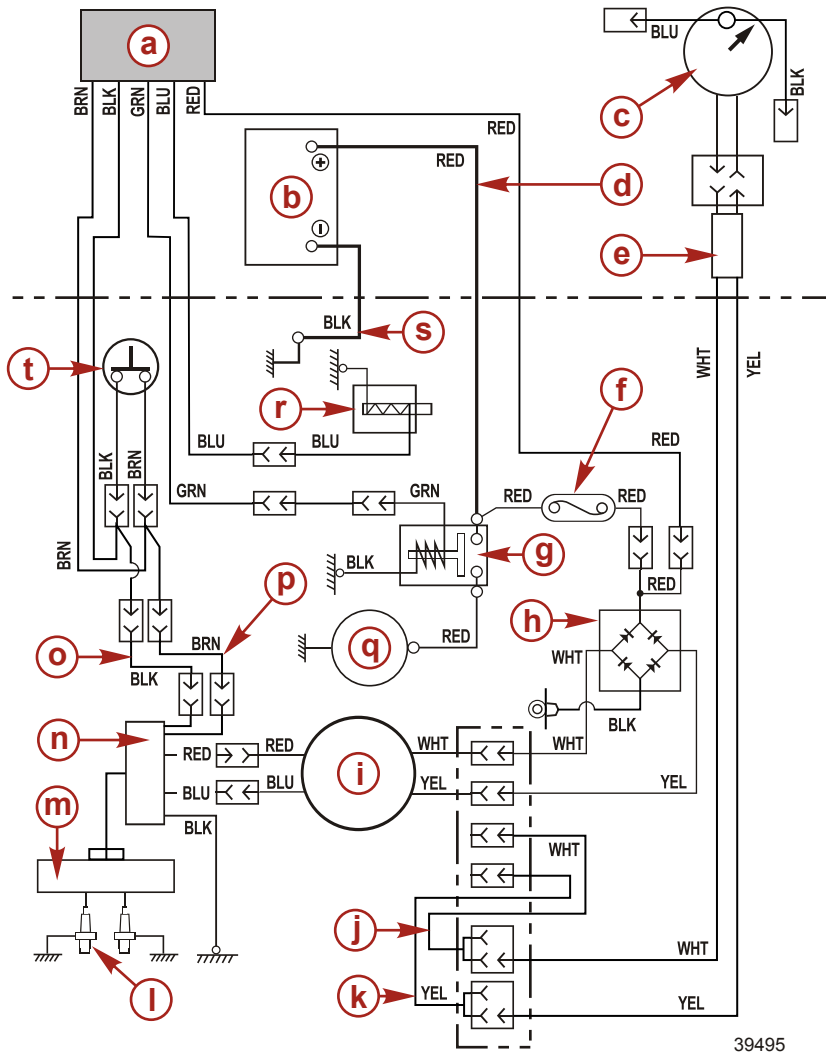 a
BRN
BLK
GRN
BLU
RED
BLU
BLK
c
RED
b
RED
d
e
BLK
s
t
r
f
WHT
YEL
BLU
BLU
RED
BLK
BRN
GRN
GRN
RED
RED
g
BRN
BLK
RED
p
h
q
RED
BRN
WHT
o
BLK
BLK
n
RED
RED
WHT
WHT
i
BLU
BLU
YEL
YEL
m
BLK
WHT
j
WHT
l
k
YEL
YEL
39495